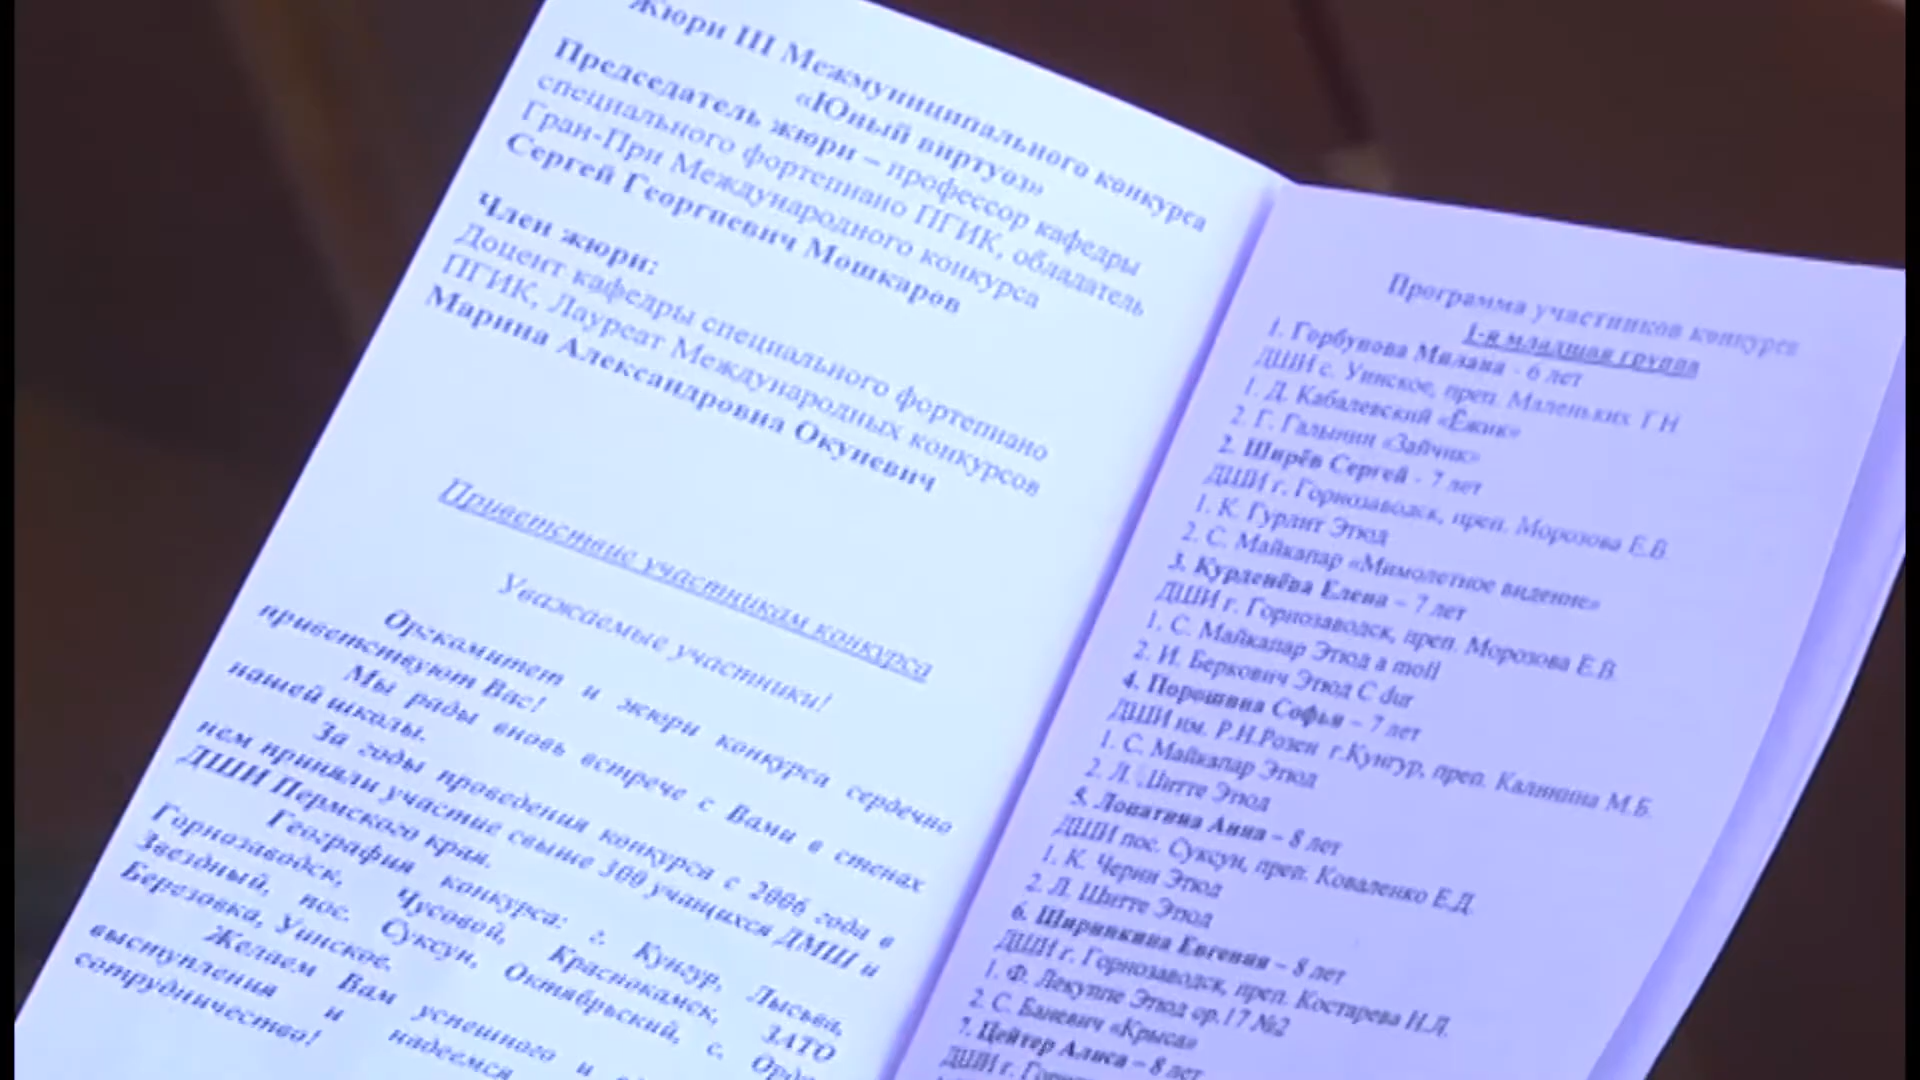 Жюри III Межмуниципального конкурса
«Юный виртуоз»
Председатель жюри – профессор кафедры
специального фортепиано ПГИК, обладатель
Гран-При Международного конкурса
Сергей Георгиевич Мошкаров
Член жюри:
Доцент кафедры специального фортепиано
ПГИК, Лауреат Международных конкурсов
Марина Александровна Окуневич
Приветствие участникам конкурса
Уважаемые участники!
Оргкомитет и жюри конкурса сердечно
приветствуют Вас!
Мы рады вновь встрече с Вами в стенах
нашей школы.
За годы проведения конкурса с 2006 года в
нем приняли участие свыше 300 учащихся ДМШ и
ДШИ Пермского края.
География конкурса: г. Кунгур, Лысьва,
Горнозаводск, Чусовой, Краснокамск, ЗАТО
Звездный, пос. Суксун, Октябрьский, с. Орда
Березовка, Уинское.
Желаем Вам успешного и
выступления и надеемся
сотрудничество!
Программа участников конкурса
1-я младшая группа
1. Горбунова Милана - 6 лет
ДШИ с. Уинское, преп. Маленьких Г.Н
1. Д. Кабалевский «Ёжик»
2. Г. Галынин «Зайчик»
2. Ширёв Сергей - 7 лет
ДШИ г. Горнозаводск, преп. Морозова Е.В.
1. К. Гурлит Этюд
2. С. Майкапар «Мимолетное видение»
3. Курденёва Елена – 7 лет
ДШИ г. Горнозаводск, преп. Морозова Е.В.
1. С. Майкапар Этюд a moll
2. И. Беркович Этюд C dur
4. Порошина Софья – 7 лет
ДШИ им. Р.Н.Розен г.Кунгур, преп. Калинина М.Б.
1. С. Майкапар Этюд
2. Л. Шитте Этюд
5. Лопатина Анна – 8 лет
ДШИ пос. Суксун, преп. Коваленко Е.Д.
1. К. Черни Этюд
2. Л. Шитте Этюд
6. Ширинкина Евгения – 8 лет
ДШИ г. Горнозаводск, преп. Костарева Н.Л.
1. Ф. Лекуппе Этюд op.17 №2
2. С. Баневич «Крыса»
7. Цейтер Алиса – 8 лет
ДШИ г.